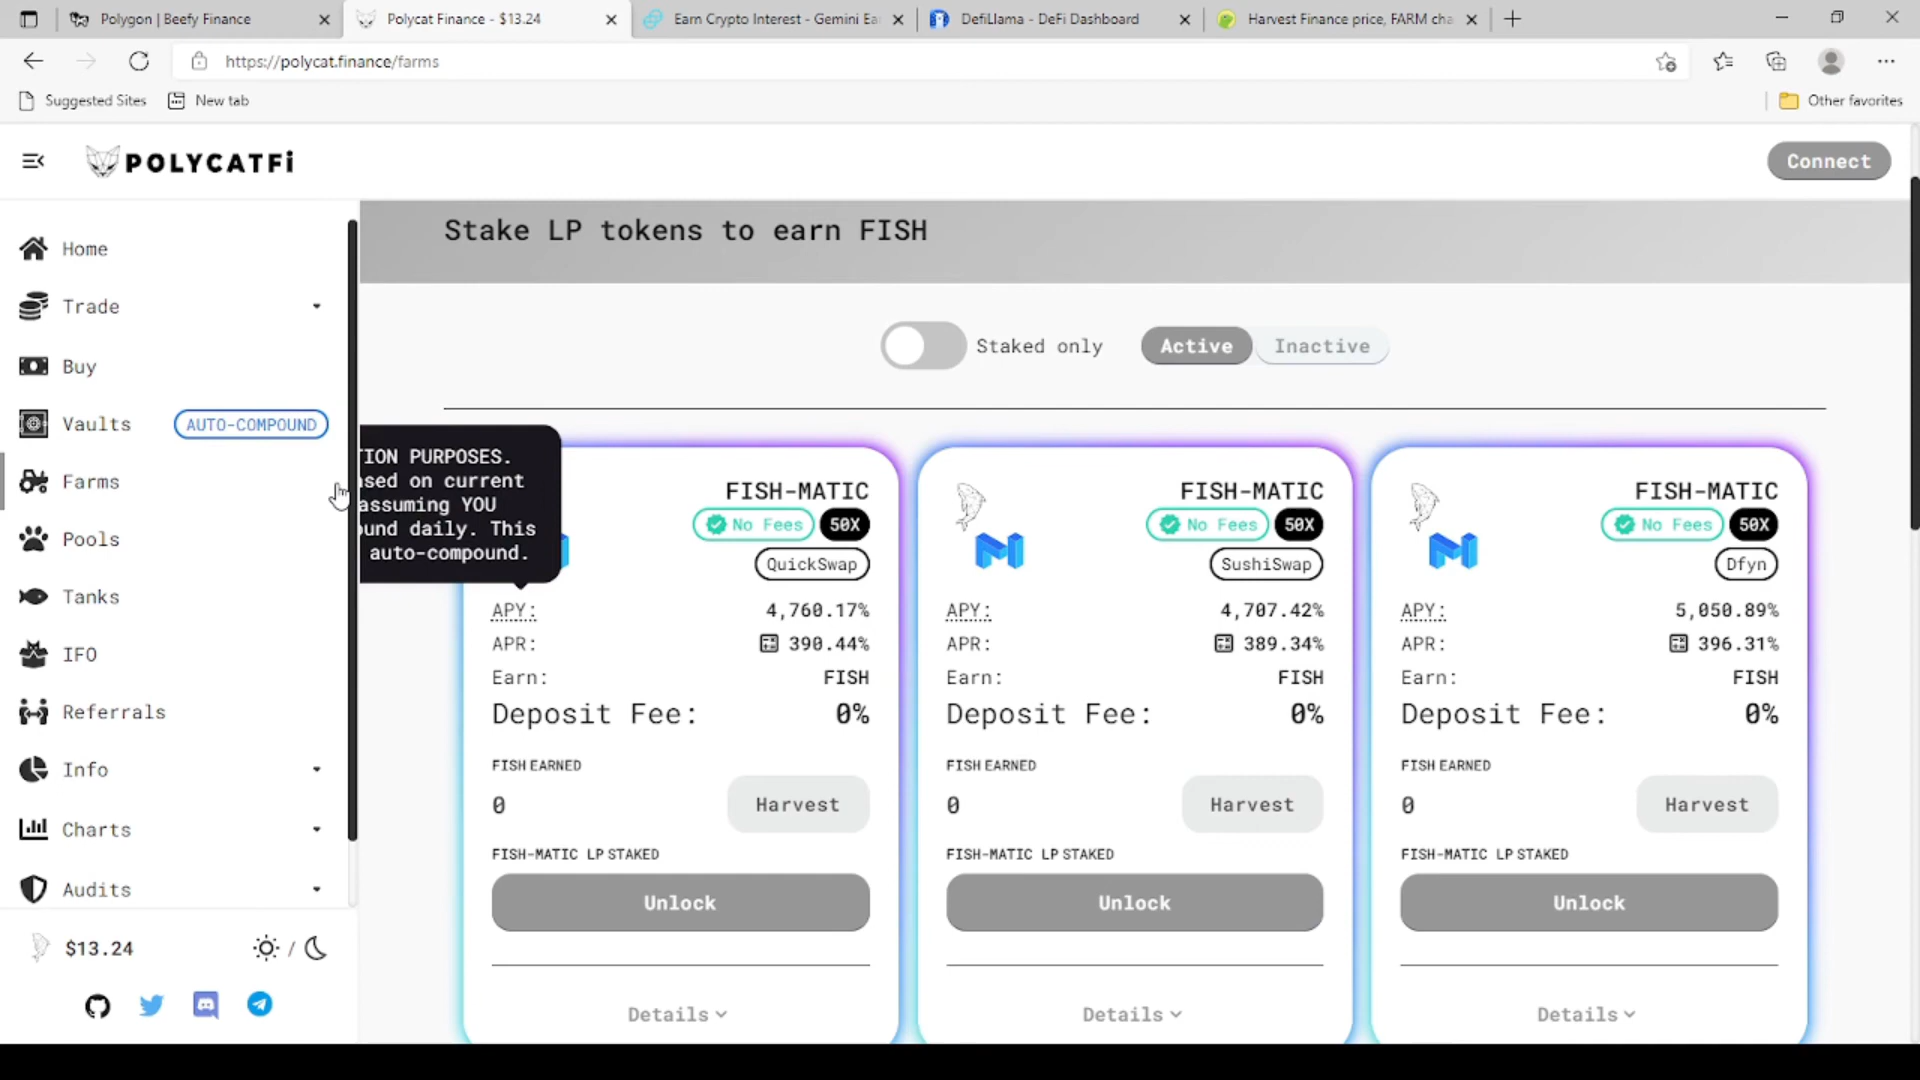 Polygon | Beefy Finance
Polycat Finance - $13.24
Earn Crypto Interest - Gemini Ea
DefiLlama - DeFi Dashboard
Harvest Finance price, FARM cha
https://polycat.finance/farms
Suggested Sites
New tab
Other favorites
POLYCATFi
Connect
Home
Trade
Buy
Vaults
AUTO-COMPOUND
Farms
Pools
Tanks
IFO
Referrals
Info
Charts
Audits
$13.24
/
Stake LP tokens to earn FISH
Staked only
Active
Inactive
TION PURPOSES.
sed on current
assuming YOU
und daily. This
auto-compound.
FISH-MATIC
No Fees
50X
QuickSwap
APY: 4,760.17%
APR: 390.44%
Earn: FISH
Deposit Fee: 0%
FISH EARNED
0
Harvest
FISH-MATIC LP STAKED
Unlock
Details
FISH-MATIC
No Fees
50X
SushiSwap
APY: 4,707.42%
APR: 389.34%
Earn: FISH
Deposit Fee: 0%
FISH EARNED
0
Harvest
FISH-MATIC LP STAKED
Unlock
Details
FISH-MATIC
No Fees
50X
Dfyn
APY: 5,050.89%
APR: 396.31%
Earn: FISH
Deposit Fee: 0%
FISH EARNED
0
Harvest
FISH-MATIC LP STAKED
Unlock
Details